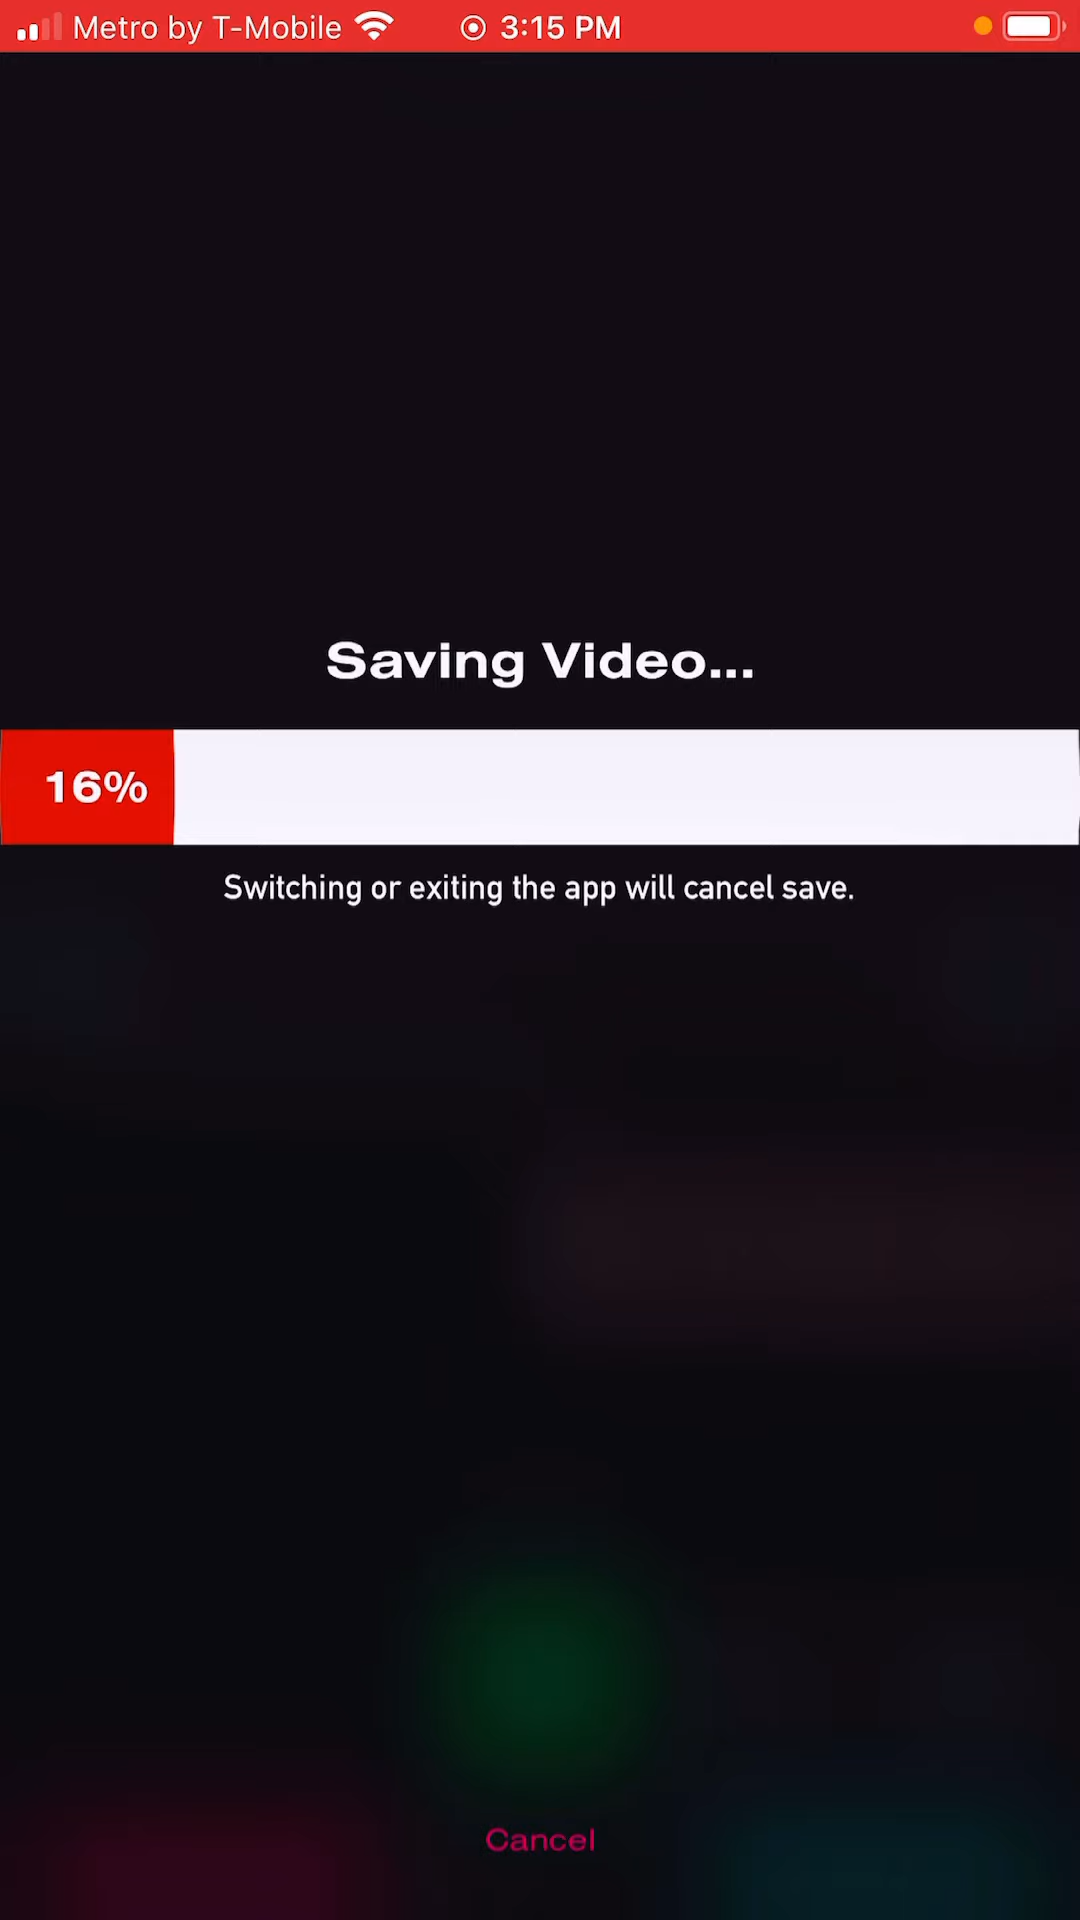 Metro by T-Mobile 3:15 PM
Saving Video...
16%
Switching or exiting the app will cancel save.
Cancel